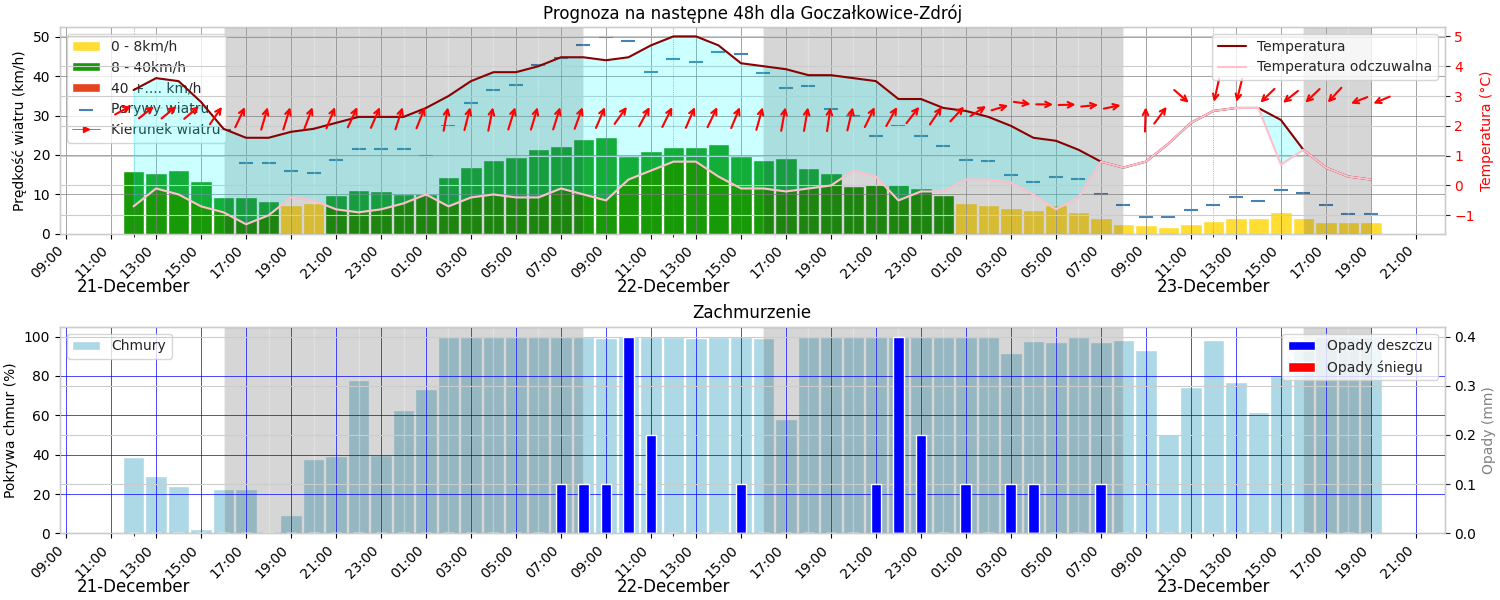 Prognoza na następne 48h dla Goczałkowice-Zdrój
Prędkość wiatru (km/h)
50
40
30
20
10
0
0 - 8km/h
8 - 40km/h
40 +.... km/h
Porywy wiatru
Kierunek wiatru
Temperatura
Temperatura odczuwalna
5
4
3
2
1
0
−1
Temperatura (°C)
09:00 11:00 13:00 15:00 17:00 19:00 21:00 23:00 01:00 03:00 05:00 07:00 09:00 11:00 13:00 15:00 17:00 19:00 21:00 23:00 01:00 03:00 05:00 07:00 09:00 11:00 13:00 15:00 17:00 19:00 21:00
21-December 22-December 23-December
Zachmurzenie
Pokrywa chmur (%)
100
80
60
40
20
0
Chmury
Opady deszczu
Opady śniegu
0.4
0.3
0.2
0.1
0.0
Opady (mm)
09:00 11:00 13:00 15:00 17:00 19:00 21:00 23:00 01:00 03:00 05:00 07:00 09:00 11:00 13:00 15:00 17:00 19:00 21:00 23:00 01:00 03:00 05:00 07:00 09:00 11:00 13:00 15:00 17:00 19:00 21:00
21-December 22-December 23-December